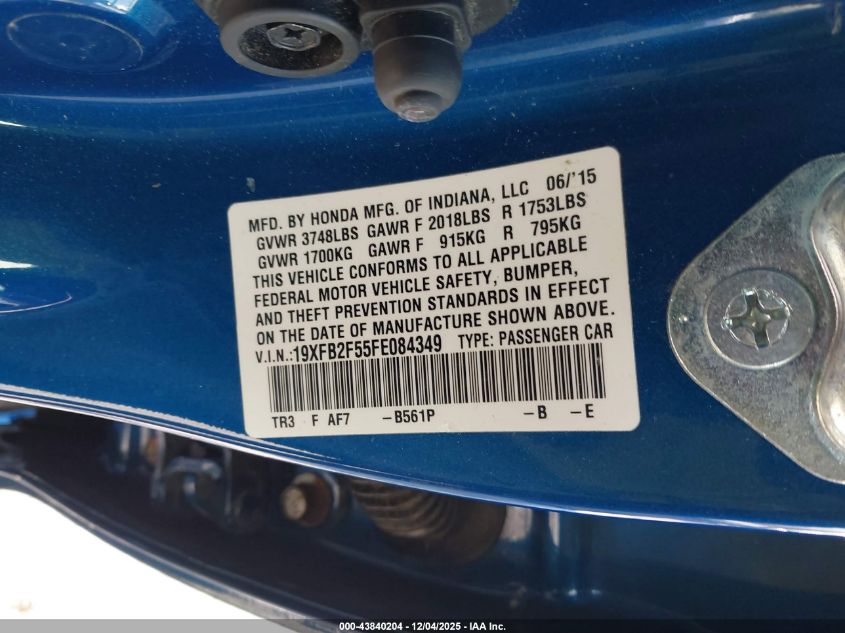 MFD. BY HONDA MFG. OF INDIANA, LLC 06/'15
GVWR 3748LBS GAWR F 2018LBS R 1753LBS
GVWR 1700KG GAWR F 915KG R 795KG
THIS VEHICLE CONFORMS TO ALL APPLICABLE
FEDERAL MOTOR VEHICLE SAFETY, BUMPER,
AND THEFT PREVENTION STANDARDS IN EFFECT
ON THE DATE OF MANUFACTURE SHOWN ABOVE.
V.I.N.:19XFB2F55FE084349 TYPE: PASSENGER CAR
TR3 F AF7 -B561P -B -E
000-43840204 - 12/04/2025 - IAA Inc.